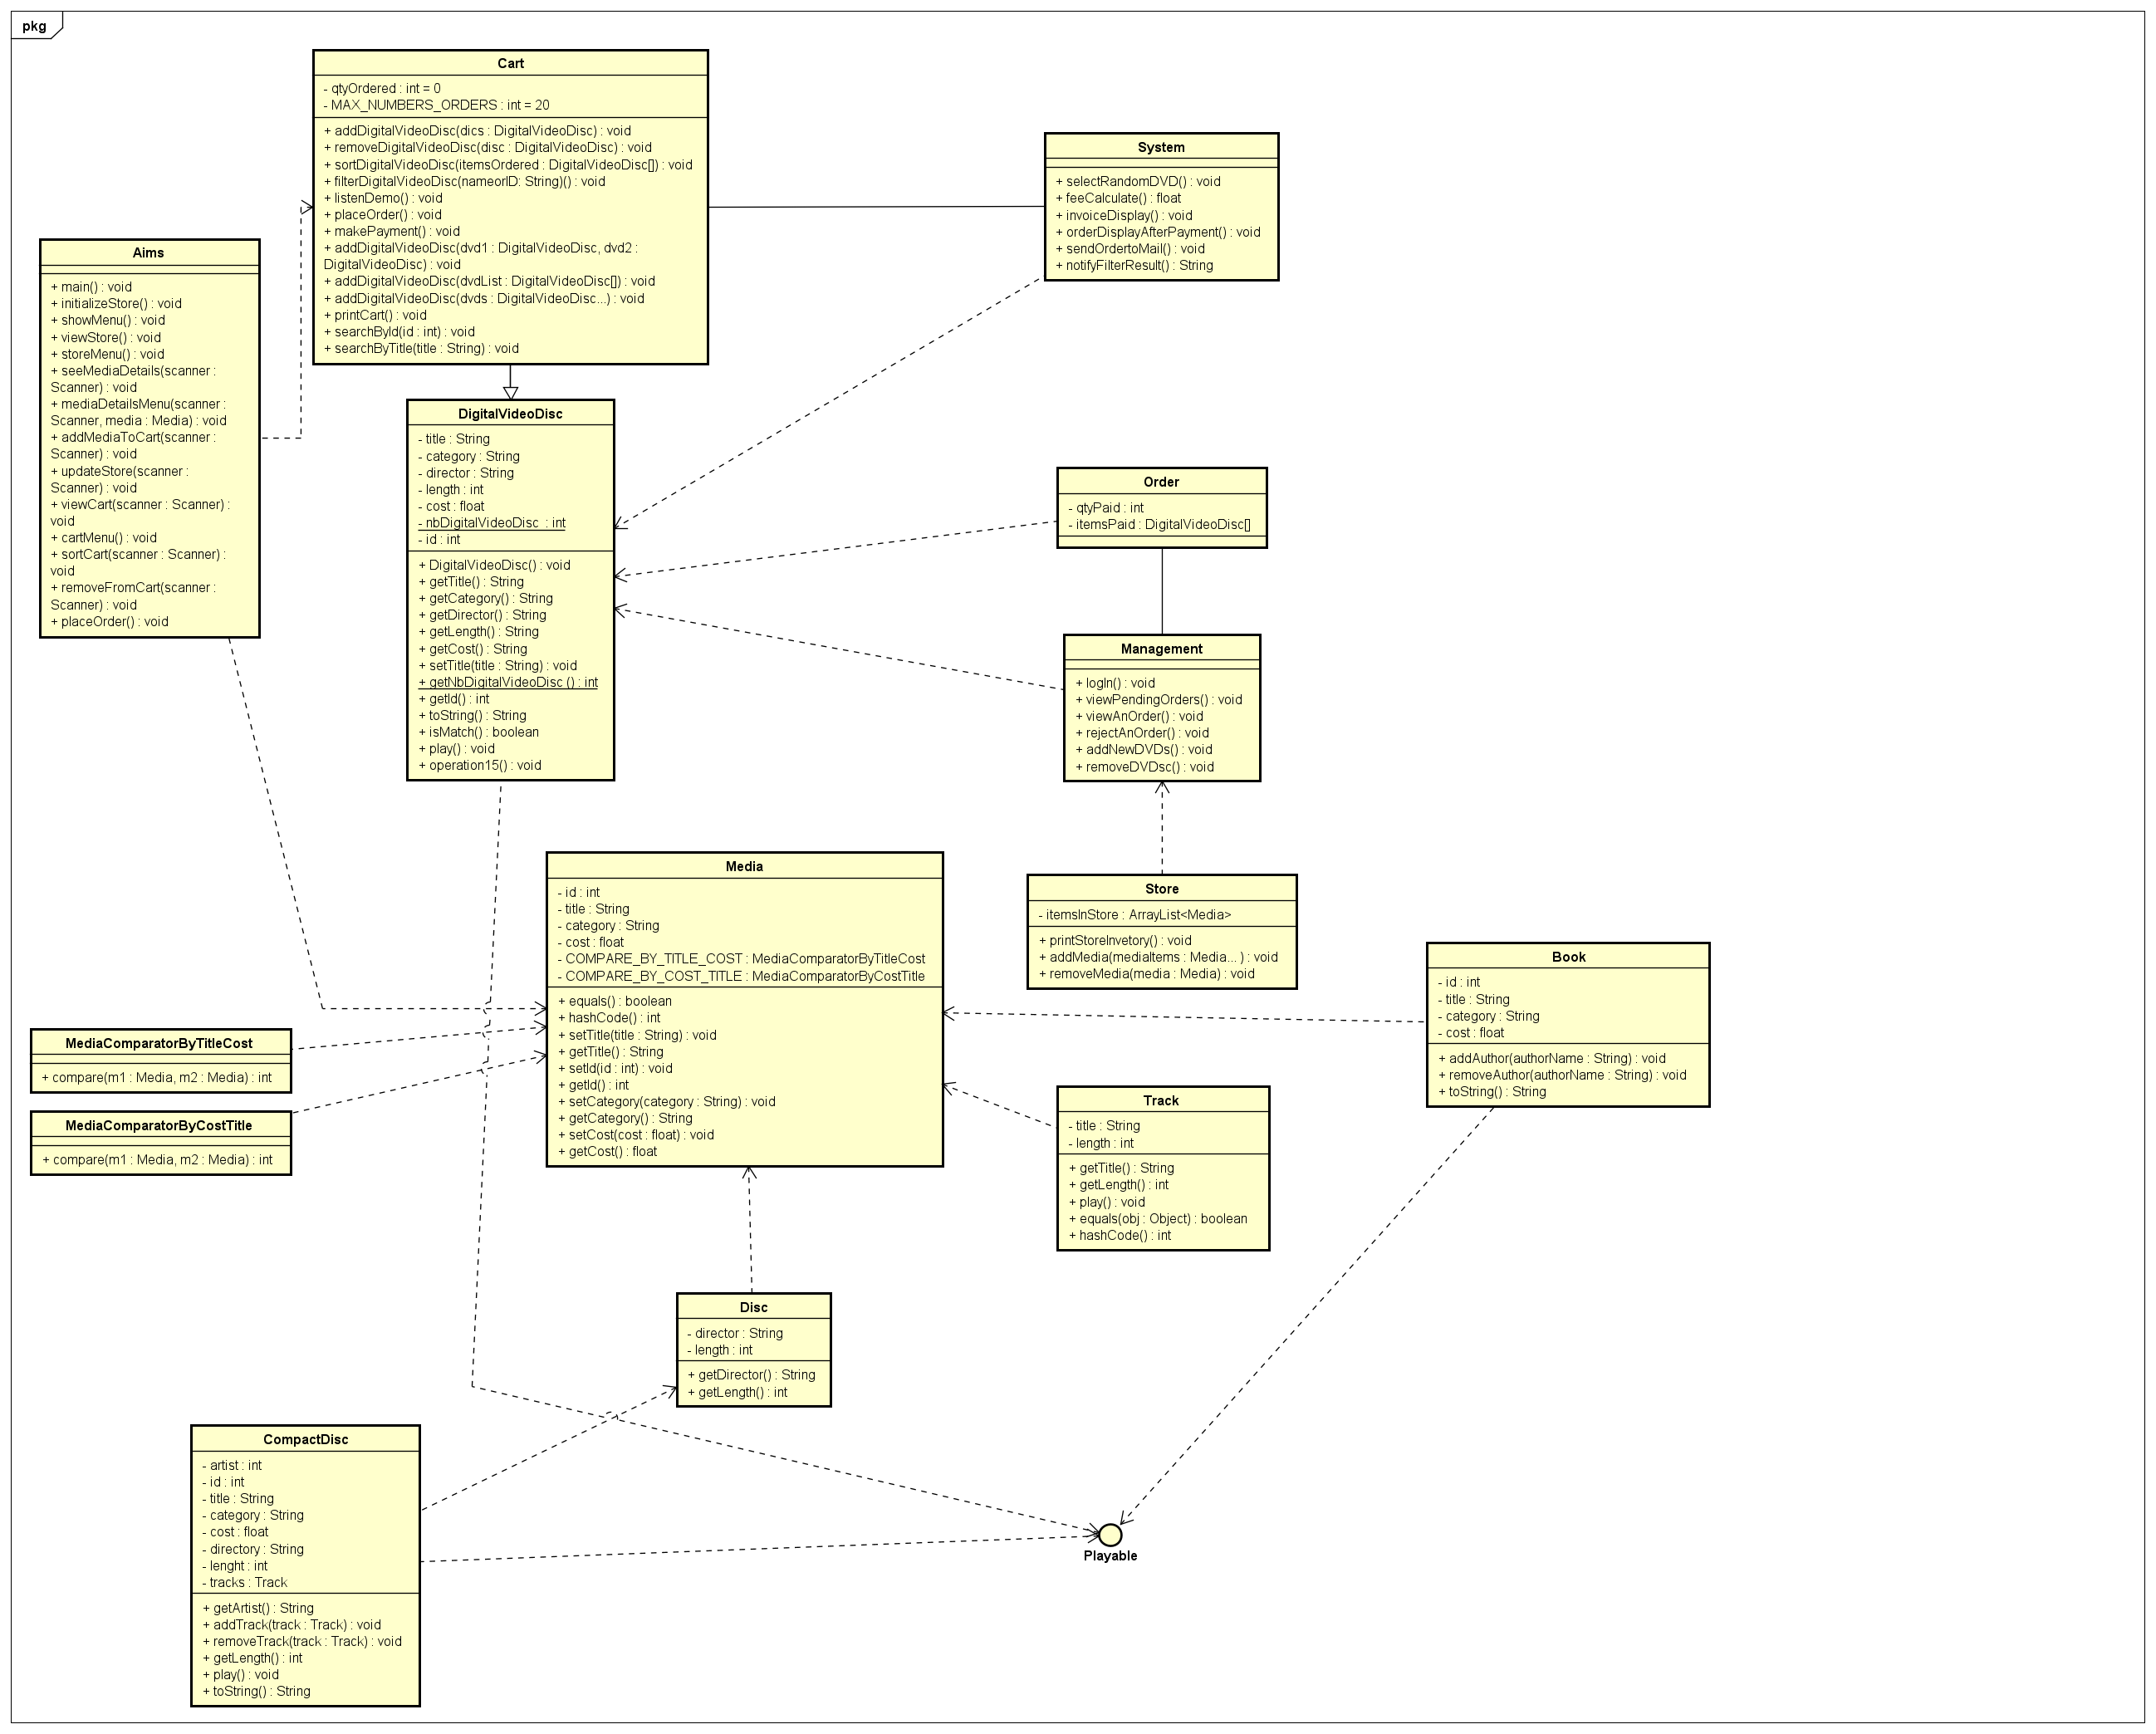 pkg
Cart
- qtyOrdered : int = 0
- MAX_NUMBERS_ORDERS : int = 20
+ addDigitalVideoDisc(dics : DigitalVideoDisc) : void
+ removeDigitalVideoDisc(disc : DigitalVideoDisc) : void
+ sortDigitalVideoDisc(itemsOrdered : DigitalVideoDisc[]) : void
+ filterDigitalVideoDisc(nameorID: String)() : void
+ listenDemo() : void
+ placeOrder() : void
+ makePayment() : void
+ addDigitalVideoDisc(dvd1 : DigitalVideoDisc, dvd2 :
DigitalVideoDisc) : void
+ addDigitalVideoDisc(dvdList : DigitalVideoDisc[]) : void
+ addDigitalVideoDisc(dvds : DigitalVideoDisc...) : void
+ printCart() : void
+ searchById(id : int) : void
+ searchByTitle(title : String) : void
System
+ selectRandomDVD() : void
+ feeCalculate() : float
+ invoiceDisplay() : void
+ orderDisplayAfterPayment() : void
+ sendOrdertoMail() : void
+ notifyFilterResult() : String
Aims
+ main() : void
+ initializeStore() : void
+ showMenu() : void
+ viewStore() : void
+ storeMenu() : void
+ seeMediaDetails(scanner :
Scanner) : void
+ mediaDetailsMenu(scanner :
Scanner, media : Media) : void
+ addMediaToCart(scanner :
Scanner) : void
+ updateStore(scanner :
Scanner) : void
+ viewCart(scanner : Scanner) :
void
+ cartMenu() : void
+ sortCart(scanner : Scanner) :
void
+ removeFromCart(scanner :
Scanner) : void
+ placeOrder() : void
DigitalVideoDisc
- title : String
- category : String
- director : String
- length : int
- cost : float
- nbDigitalVideoDisc : int
- id : int
+ DigitalVideoDisc() : void
+ getTitle() : String
+ getCategory() : String
+ getDirector() : String
+ getLength() : String
+ getCost() : String
+ setTitle(title : String) : void
+ getNbDigitalVideoDisc () : int
+ getId() : int
+ toString() : String
+ isMatch() : boolean
+ play() : void
+ operation15() : void
Order
- qtyPaid : int
- itemsPaid : DigitalVideoDisc[]
Management
+ logIn() : void
+ viewPendingOrders() : void
+ viewAnOrder() : void
+ rejectAnOrder() : void
+ addNewDVDs() : void
+ removeDVDsc() : void
Media
- id : int
- title : String
- category : String
- cost : float
- COMPARE_BY_TITLE_COST : MediaComparatorByTitleCost
- COMPARE_BY_COST_TITLE : MediaComparatorByCostTitle
+ equals() : boolean
+ hashCode() : int
+ setTitle(title : String) : void
+ getTitle() : String
+ setId(id : int) : void
+ getId() : int
+ setCategory(category : String) : void
+ getCategory() : String
+ setCost(cost : float) : void
+ getCost() : float
Store
- itemsInStore : ArrayList<Media>
+ printStoreInvetory() : void
+ addMedia(mediaItems : Media... ) : void
+ removeMedia(media : Media) : void
Book
- id : int
- title : String
- category : String
- cost : float
+ addAuthor(authorName : String) : void
+ removeAuthor(authorName : String) : void
+ toString() : String
MediaComparatorByTitleCost
+ compare(m1 : Media, m2 : Media) : int
MediaComparatorByCostTitle
+ compare(m1 : Media, m2 : Media) : int
Track
- title : String
- length : int
+ getTitle() : String
+ getLength() : int
+ play() : void
+ equals(obj : Object) : boolean
+ hashCode() : int
Disc
- director : String
- length : int
+ getDirector() : String
+ getLength() : int
CompactDisc
- artist : int
- id : int
- title : String
- category : String
- cost : float
- directory : String
- lenght : int
- tracks : Track
+ getArtist() : String
+ addTrack(track : Track) : void
+ removeTrack(track : Track) : void
+ getLength() : int
+ play() : void
+ toString() : String
Playable